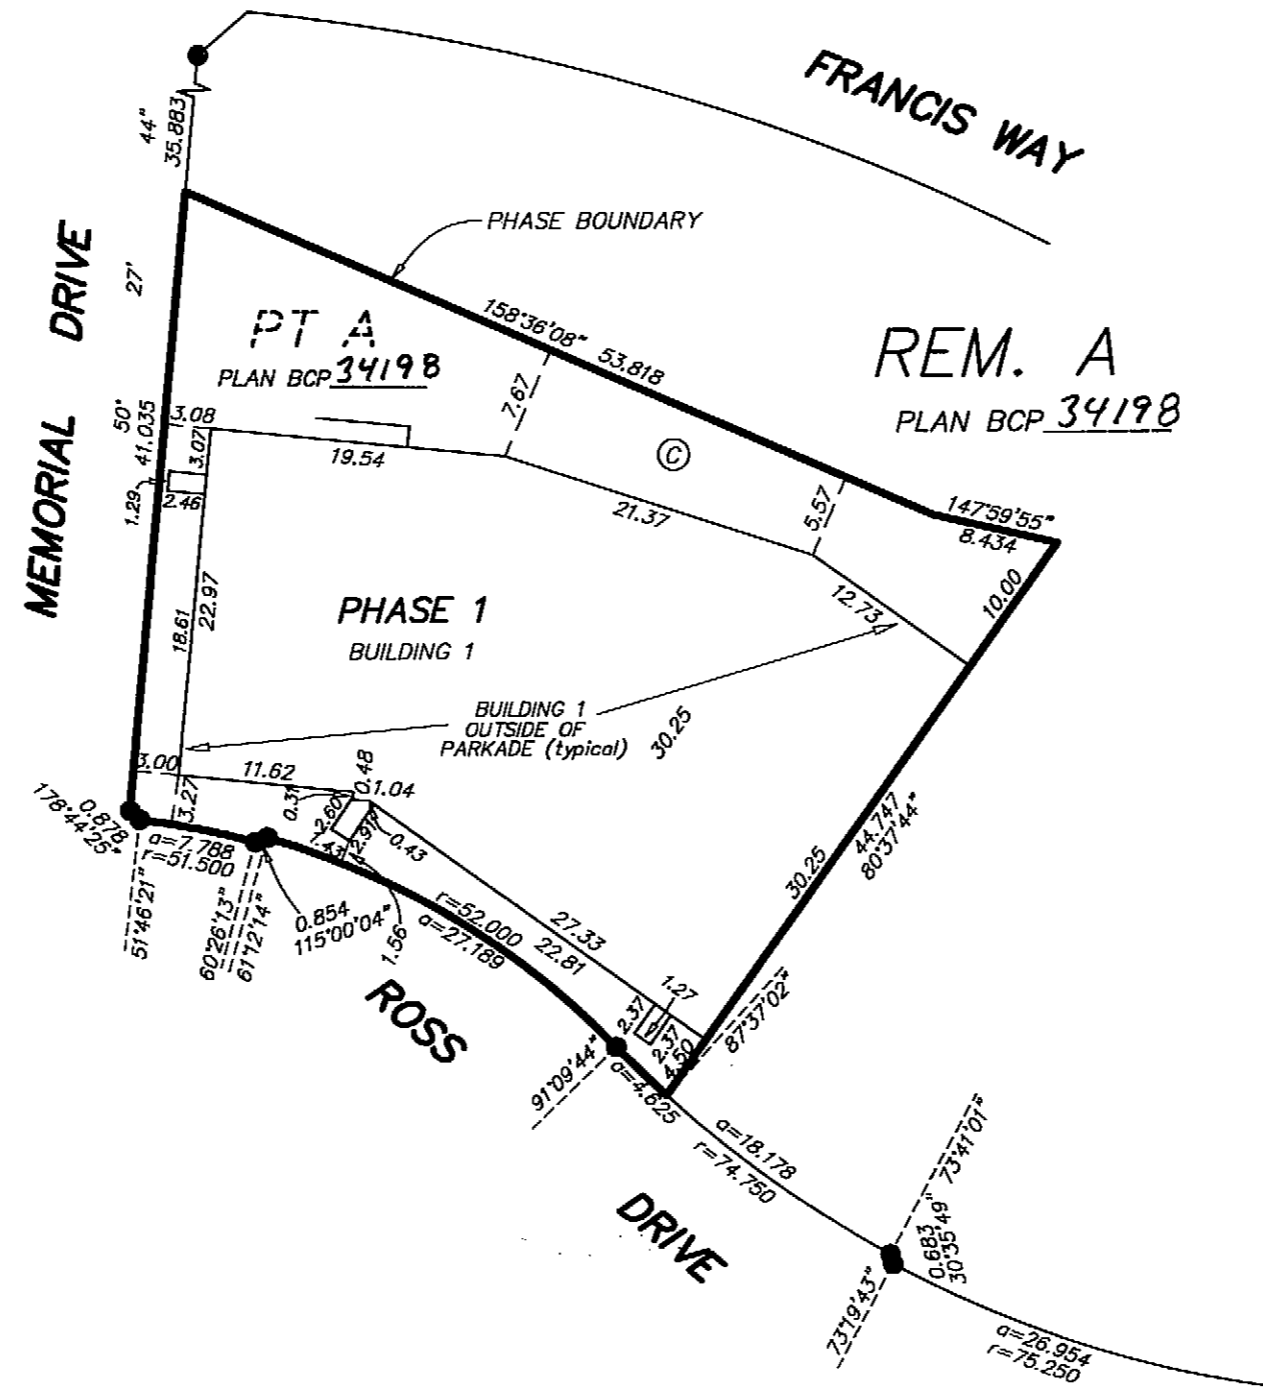 FRANCIS WAY
44"
35.883
PHASE BOUNDARY
MEMORIAL DRIVE
27'
158°36'08" 53.818
PT A
PLAN BCP 34198
REM. A
PLAN BCP 34198
7.67
50°
41.035
3.08
3.07
19.54
C
1.29
2.46
21.37
5.57
147°59'55"
8.434
10.00
12.73
18.61
22.97
PHASE 1
BUILDING 1
BUILDING 1
OUTSIDE OF
PARKADE (typical)
30.25
3.00
11.62
0.48
1.04
0.31
2.60
3.27
7.43
2.91
0.43
0.878
178°44'25"
a=7.788
r=51.500
44.747
80°37'44"
30.25
51°46'21"
60°26'13"
61°12'14"
0.854
115°00'04"
1.56
r=52.000
a=27.189
27.33
22.81
1.27
2.37
2.37
4.50
87°37'02"
ROSS DRIVE
91°09'44"
a=4.625
a=18.178
r=74.750
73°41'01"
0.683
30°35'49"
73°19'43"
a=26.954
r=75.250